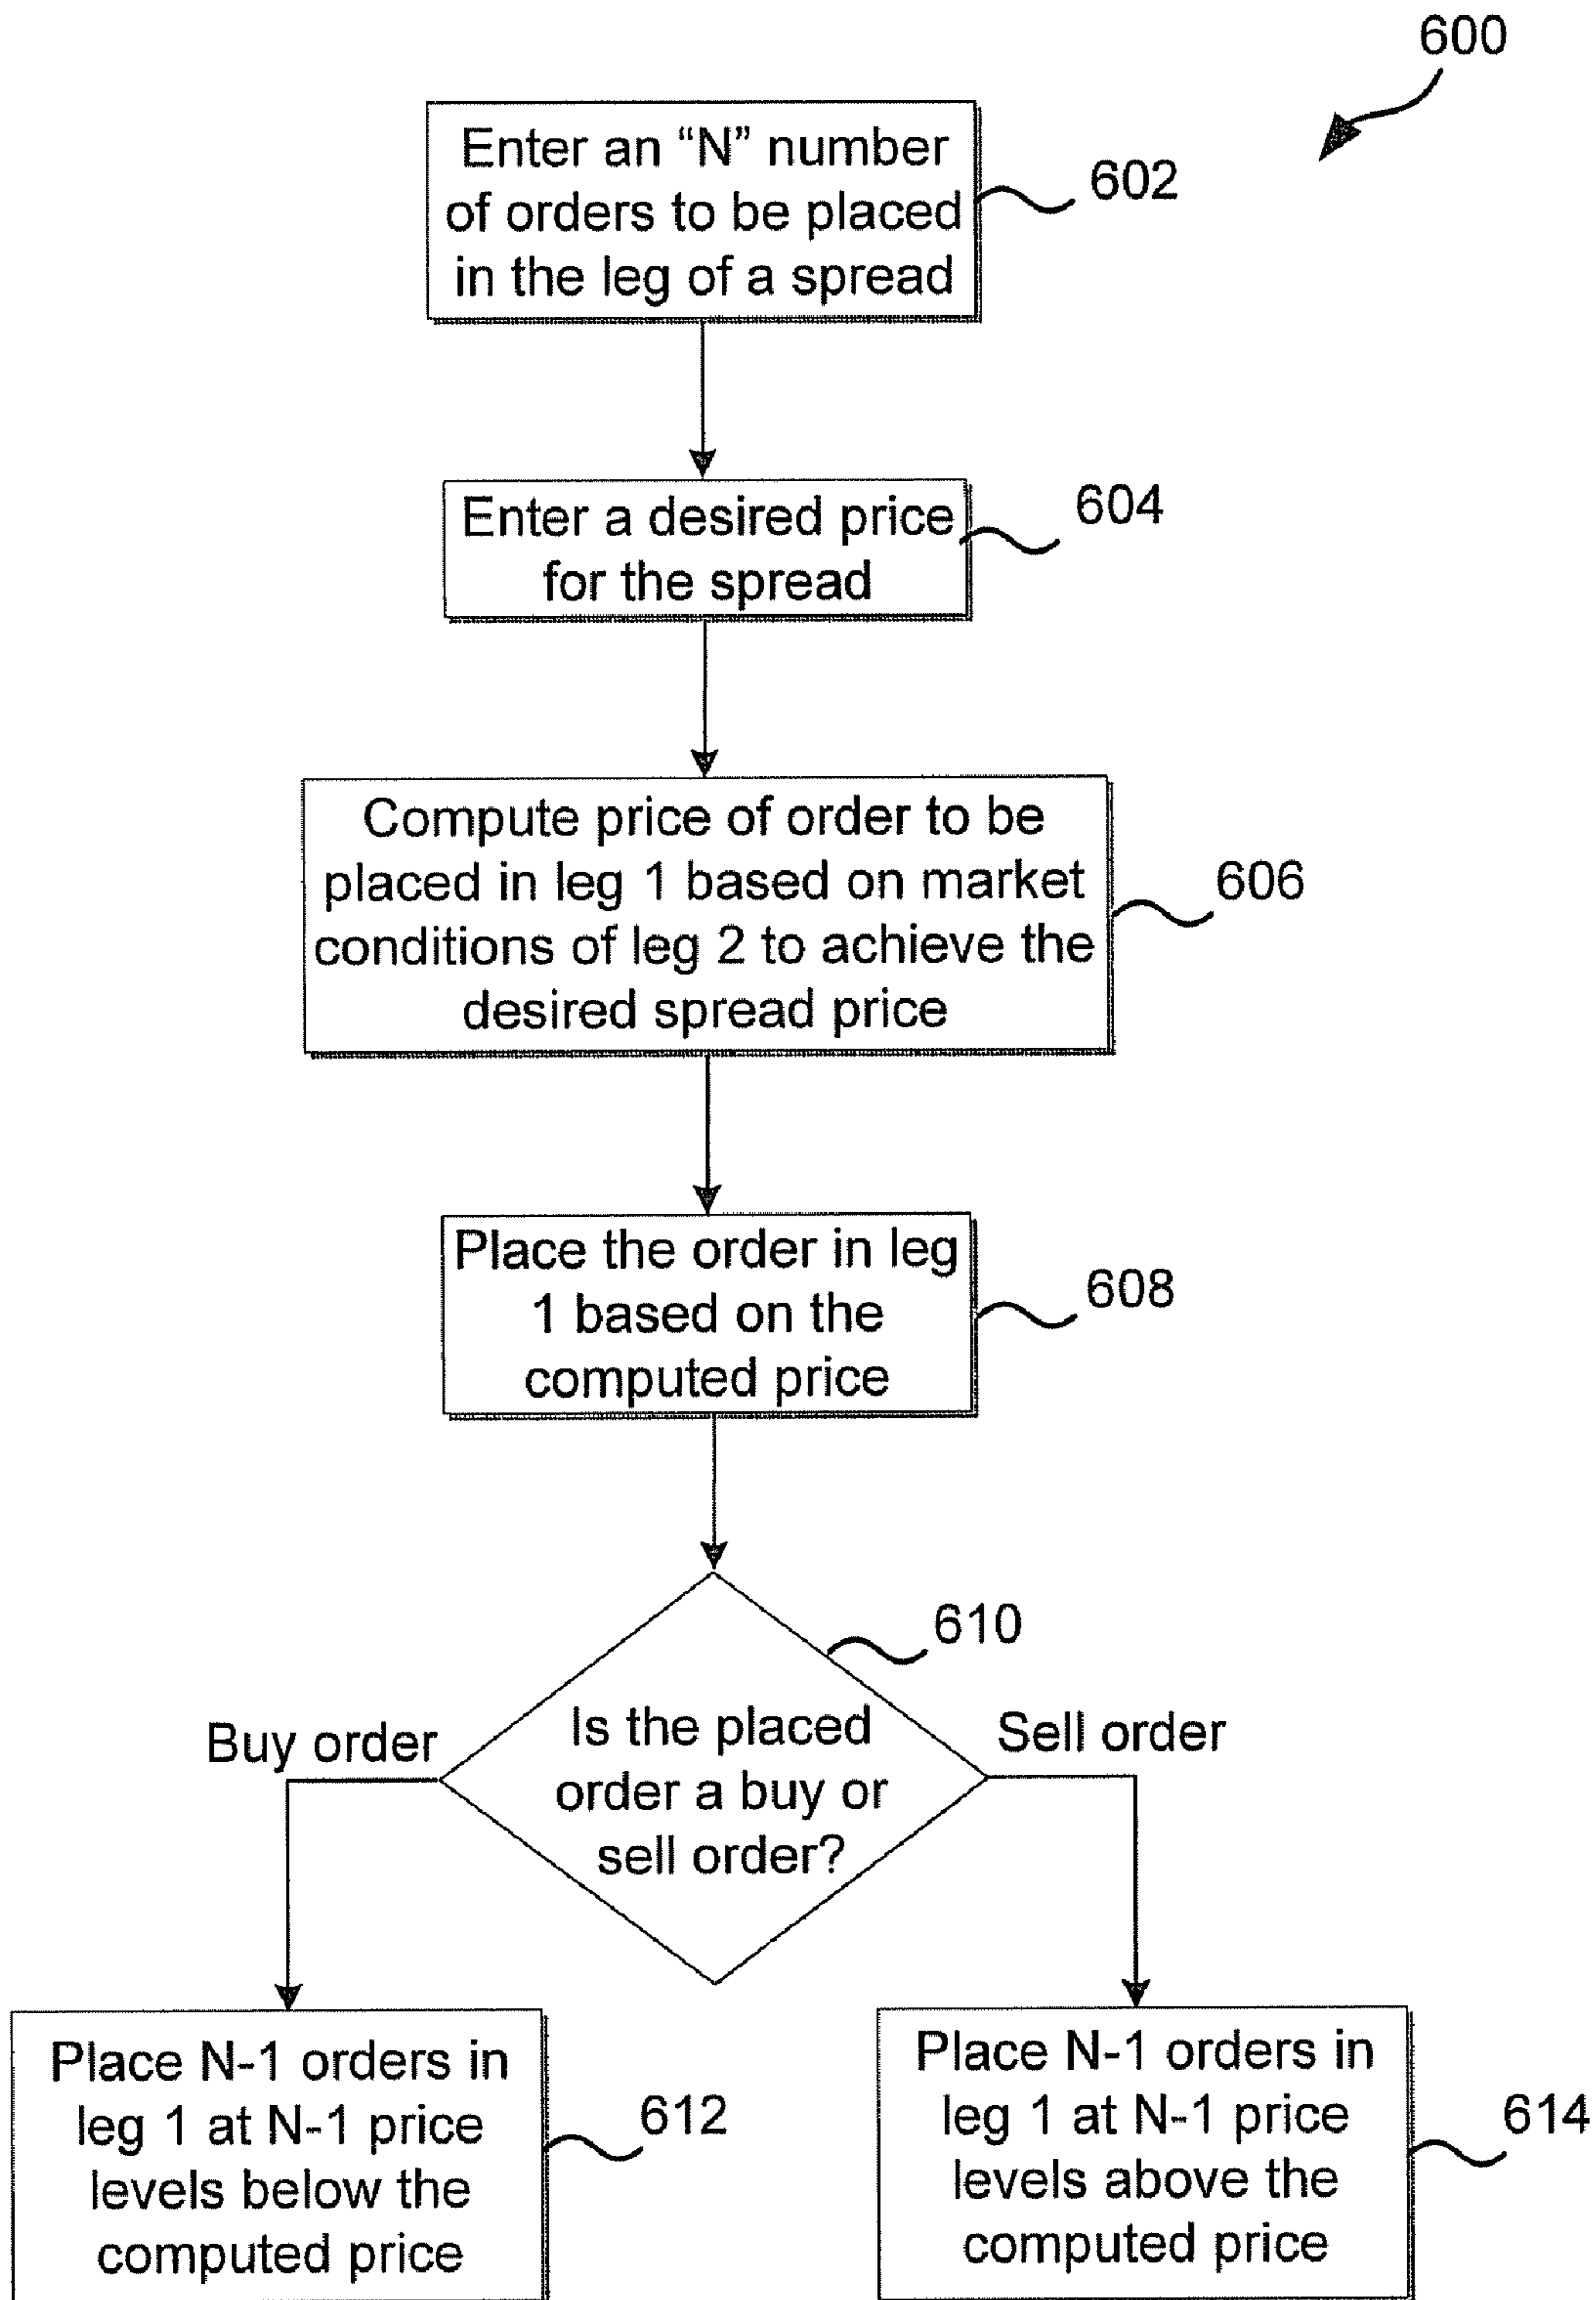 600
Enter an “N” number
of orders to be placed
in the leg of a spread
602
Enter a desired price
for the spread
604
Compute price of order to be
placed in leg 1 based on market
conditions of leg 2 to achieve the
desired spread price
606
Place the order in leg
1 based on the
computed price
608
610
Is the placed
order a buy or
sell order?
Buy order
Sell order
Place N-1 orders in
leg 1 at N-1 price
levels below the
computed price
612
Place N-1 orders in
leg 1 at N-1 price
levels above the
computed price
614